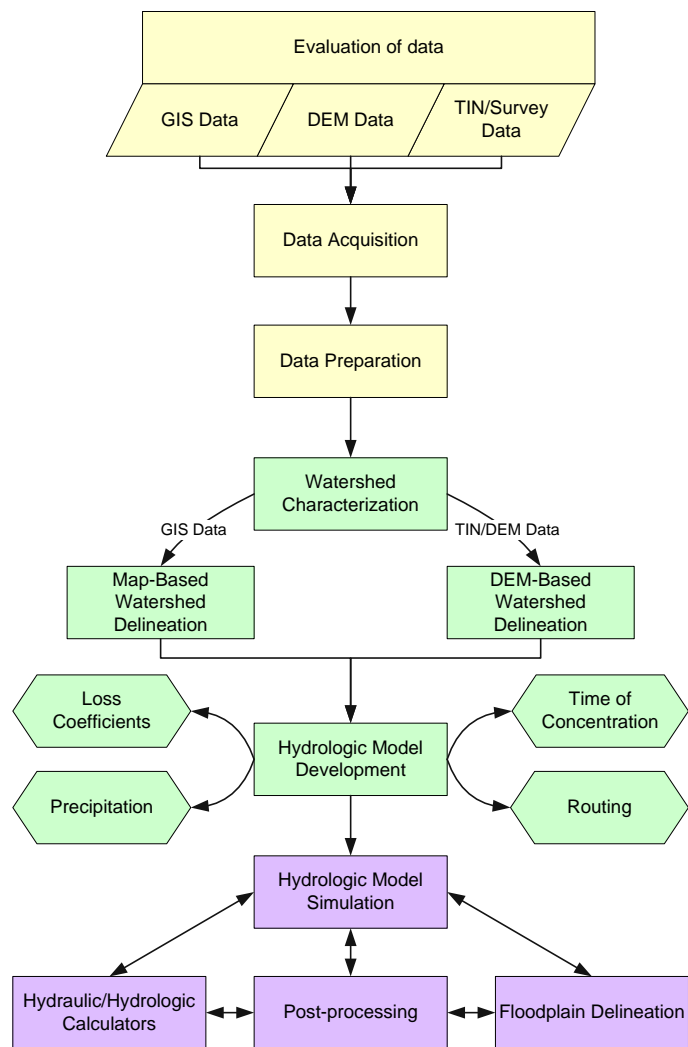 Evaluation of data
GIS Data
DEM Data
TIN/Survey
Data
Data Acquisition
Data Preparation
Watershed
Characterization
GIS Data
TIN/DEM Data
Map-Based
Watershed
Delineation
DEM-Based
Watershed
Delineation
Loss
Coefficients
Time of
Concentration
Hydrologic Model
Development
Precipitation
Routing
Hydrologic Model
Simulation
Hydraulic/Hydrologic
Calculators
Post-processing
Floodplain Delineation